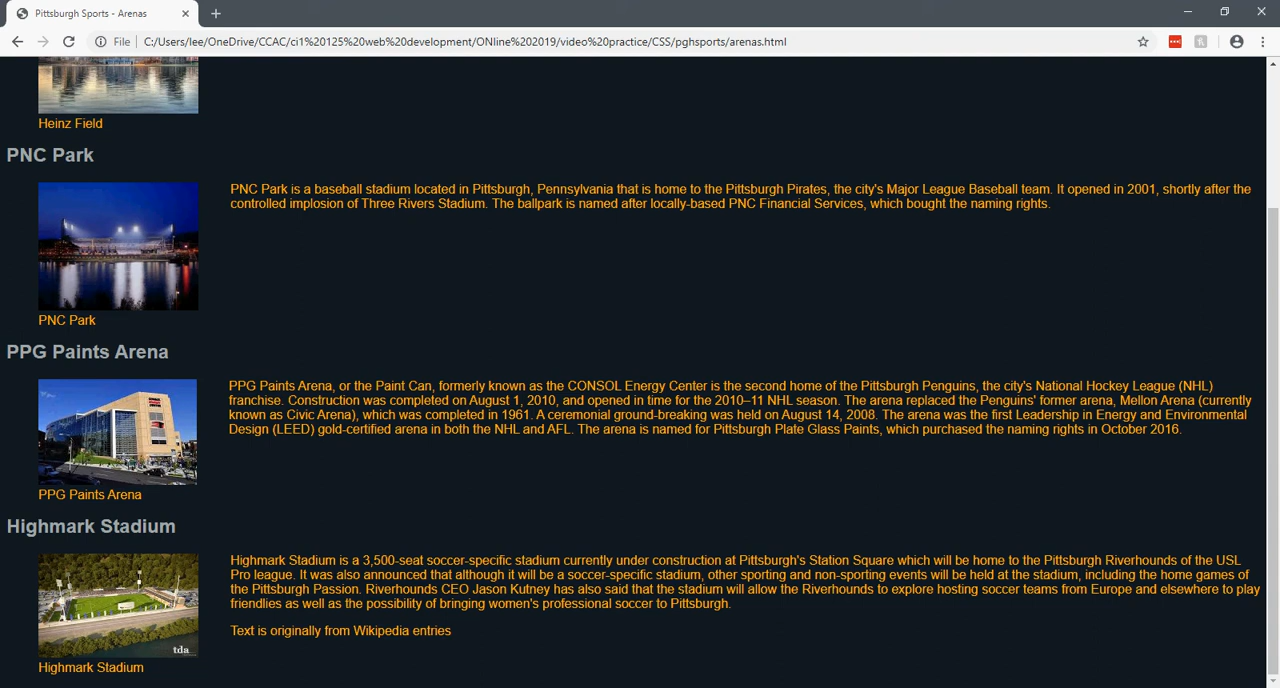 Pittsburgh Sports - Arenas
File
C:/Users/lee/OneDrive/CCAC/ci1%20125%20web%20development/ONline%202019/video%20practice/CSS/pghsports/arenas.html
Heinz Field
PNC Park
PNC Park is a baseball stadium located in Pittsburgh, Pennsylvania that is home to the Pittsburgh Pirates, the city's Major League Baseball team. It opened in 2001, shortly after the
controlled implosion of Three Rivers Stadium. The ballpark is named after locally-based PNC Financial Services, which bought the naming rights.
PNC Park
PPG Paints Arena
PPG Paints Arena, or the Paint Can, formerly known as the CONSOL Energy Center is the second home of the Pittsburgh Penguins, the city's National Hockey League (NHL)
franchise. Construction was completed on August 1, 2010, and opened in time for the 2010–11 NHL season. The arena replaced the Penguins' former arena, Mellon Arena (currently
known as Civic Arena), which was completed in 1961. A ceremonial ground-breaking was held on August 14, 2008. The arena was the first Leadership in Energy and Environmental
Design (LEED) gold-certified arena in both the NHL and AFL. The arena is named for Pittsburgh Plate Glass Paints, which purchased the naming rights in October 2016.
PPG Paints Arena
Highmark Stadium
Highmark Stadium is a 3,500-seat soccer-specific stadium currently under construction at Pittsburgh's Station Square which will be home to the Pittsburgh Riverhounds of the USL
Pro league. It was also announced that although it will be a soccer-specific stadium, other sporting and non-sporting events will be held at the stadium, including the home games of
the Pittsburgh Passion. Riverhounds CEO Jason Kutney has also said that the stadium will allow the Riverhounds to explore hosting soccer teams from Europe and elsewhere to play
friendlies as well as the possibility of bringing women's professional soccer to Pittsburgh.
Text is originally from Wikipedia entries
tda
Highmark Stadium